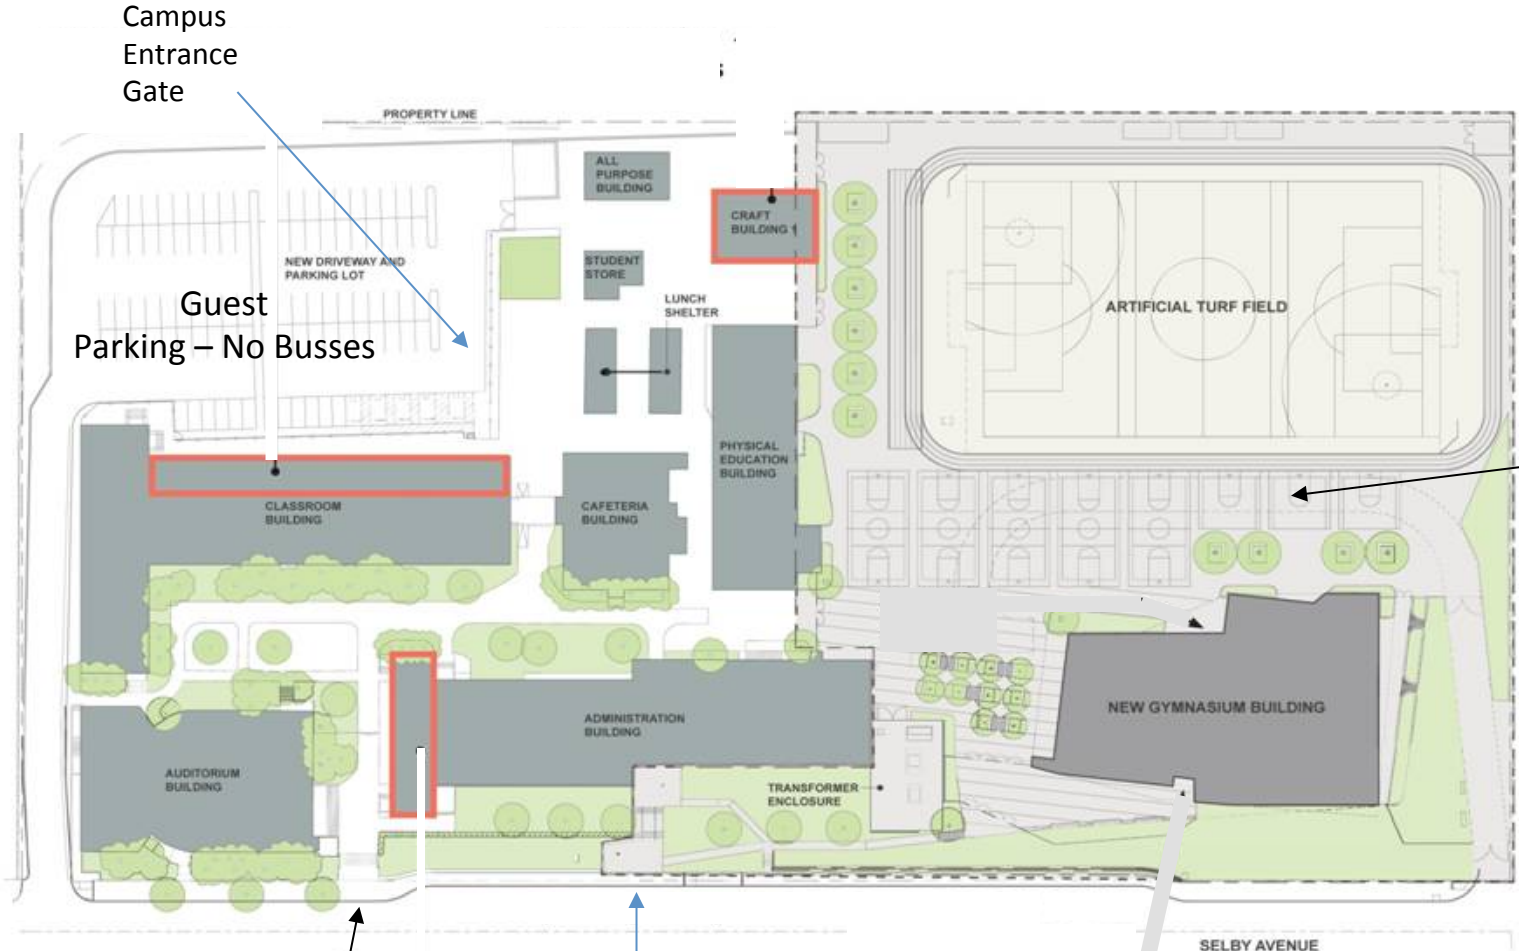 Campus
Entrance
Gate
PROPERTY LINE
ALL
PURPOSE
BUILDING
CRAFT
BUILDING 1
NEW DRIVEWAY AND
PARKING LOT
STUDENT
STORE
Guest
Parking – No Busses
LUNCH
SHELTER
ARTIFICIAL TURF FIELD
PHYSICAL
EDUCATION
BUILDING
CLASSROOM
BUILDING
CAFETERIA
BUILDING
NEW GYMNASIUM BUILDING
ADMINISTRATION
BUILDING
AUDITORIUM
BUILDING
TRANSFORMER
ENCLOSURE
SELBY AVENUE